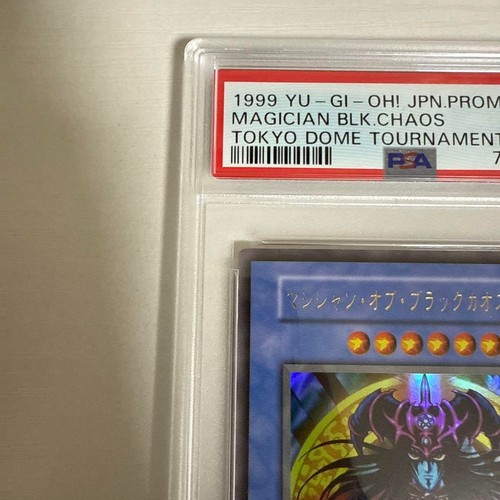 1999 YU-GI-OH! JPN.PROM
MAGICIAN BLK.CHAOS
TOKYO DOME TOURNAMENT
PSA
7
マジシャン・オブ・ブラックカオス